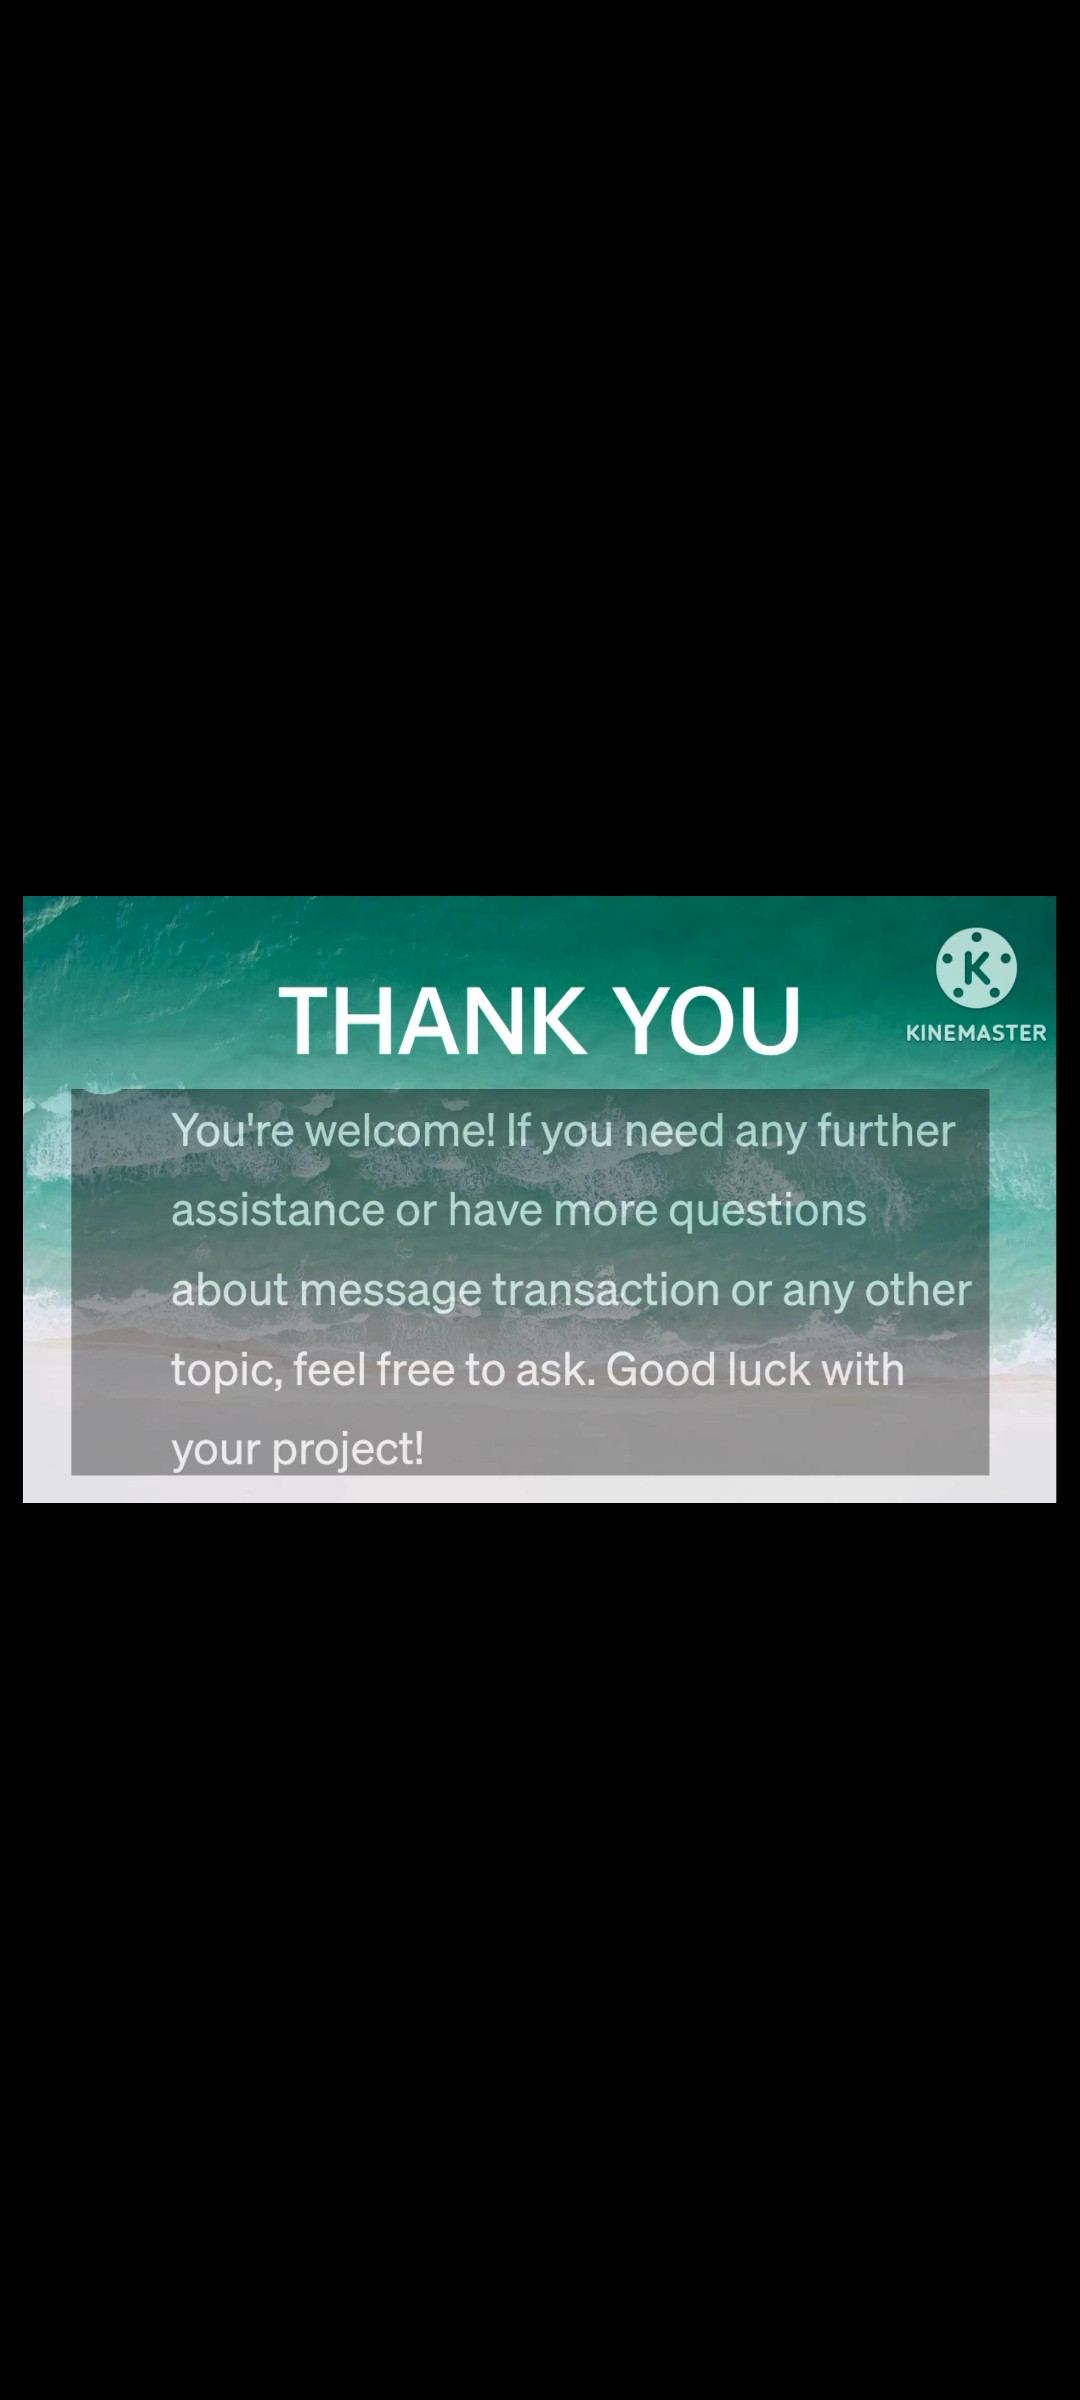 K
KINEMASTER
THANK YOU
You're welcome! If you need any further
assistance or have more questions
about message transaction or any other
topic, feel free to ask. Good luck with
your project!